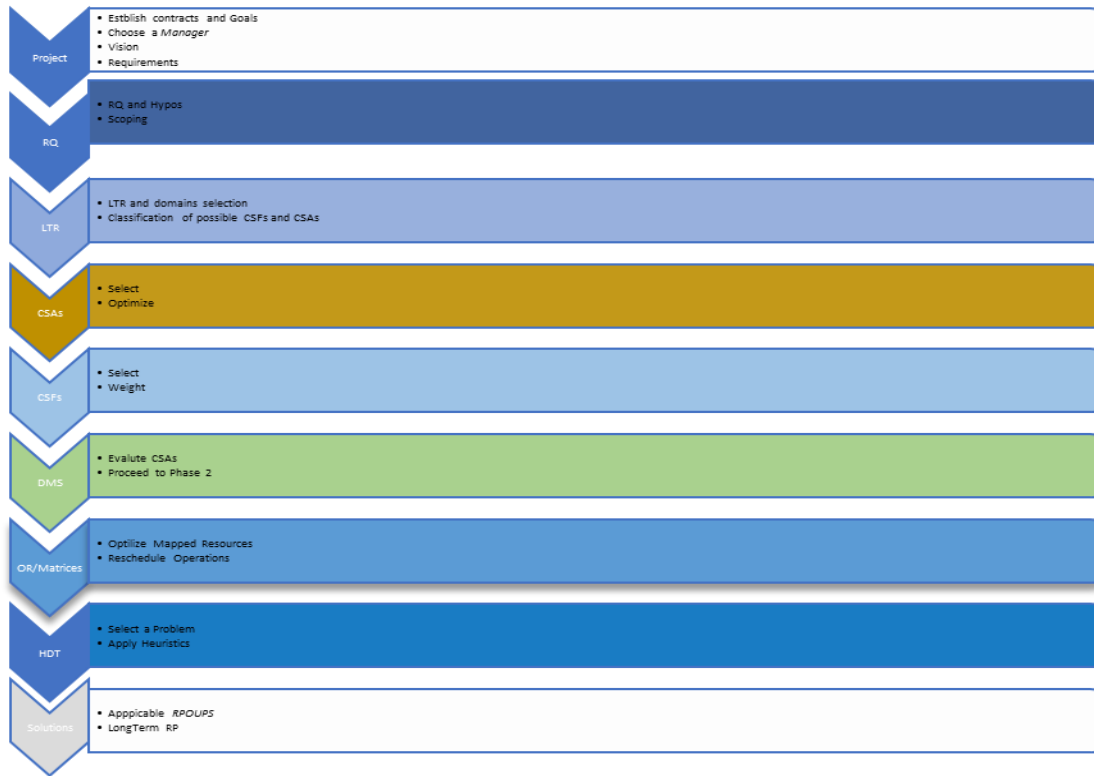 • Estblish contracts and Goals
• Choose a Manager
• Vision
• Requirements
Project
• RQ and Hypos
• Scoping
RQ
• LTR and domains selection
• Classification of possible CSFs and CSAs
LTR
• Select
• Optimize
CSAs
• Select
• Weight
CSFs
• Evalute CSAs
• Proceed to Phase 2
DMS
• Optilize Mapped Resources
• Reschedule Operations
OR/Matrices
• Select a Problem
• Apply Heuristics
HDT
• Apppicable RPOUPS
• LongTerm RP
Solutions